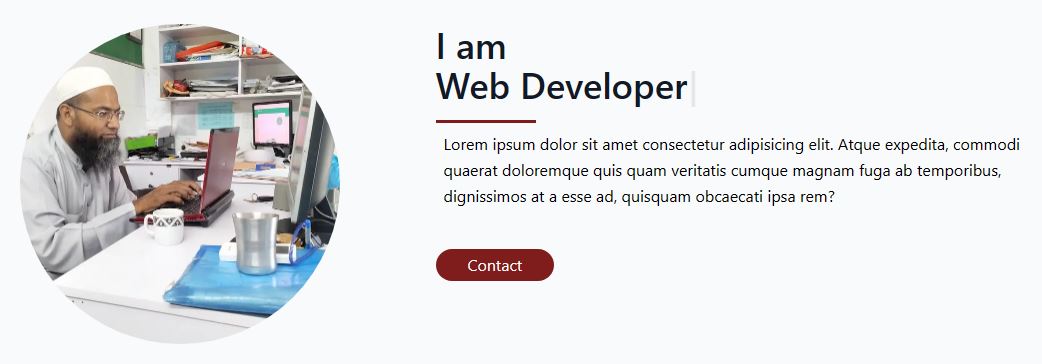 I am
Web Developer
Lorem ipsum dolor sit amet consectetur adipisicing elit. Atque expedita, commodi
quaerat doloremque quis quam veritatis cumque magnam fuga ab temporibus,
dignissimos at a esse ad, quisquam obcaecati ipsa rem?
Contact